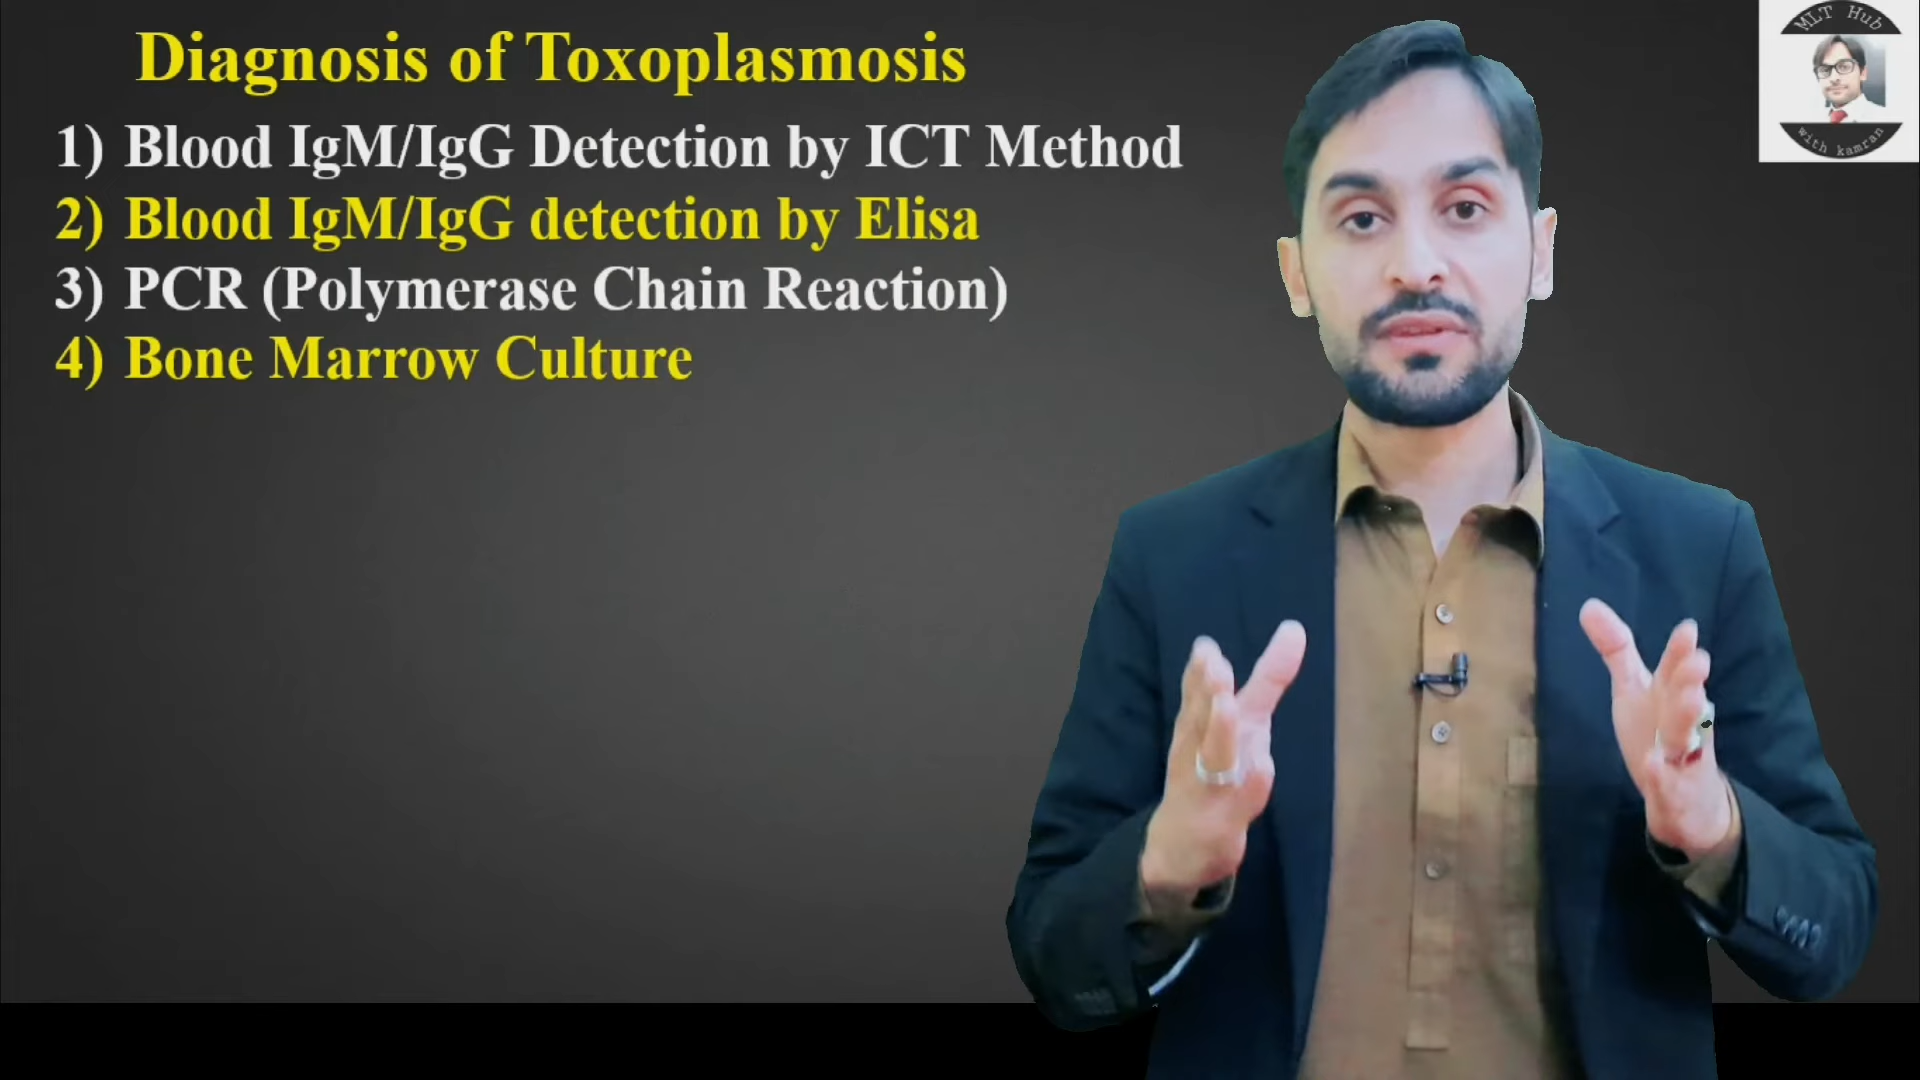 Diagnosis of Toxoplasmosis
1) Blood IgM/IgG Detection by ICT Method
2) Blood IgM/IgG detection by Elisa
3) PCR (Polymerase Chain Reaction)
4) Bone Marrow Culture
MLT Hub
with kamran